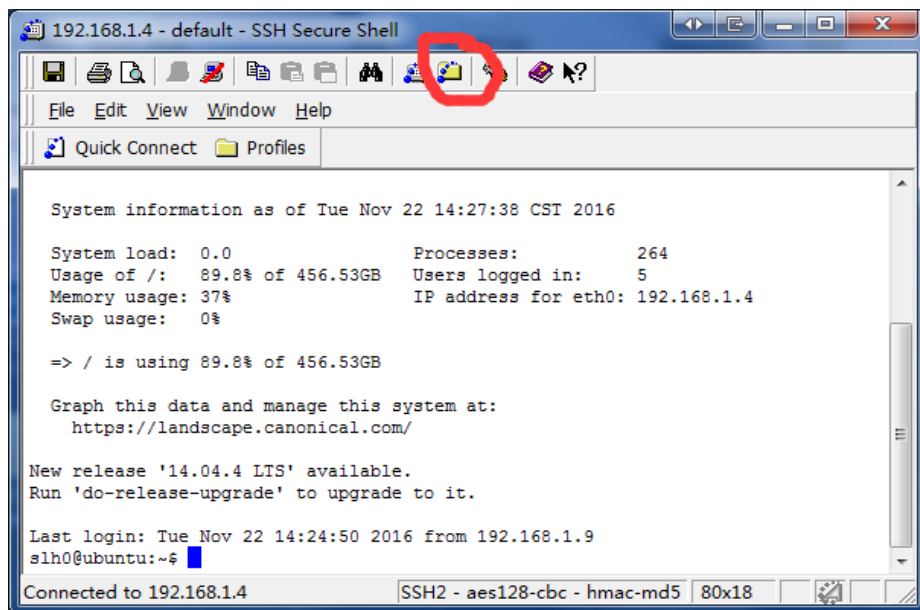 192.168.1.4 - default - SSH Secure Shell
File Edit View Window Help
Quick Connect Profiles
System information as of Tue Nov 22 14:27:38 CST 2016
System load: 0.0 Processes: 264
Usage of /: 89.8% of 456.53GB Users logged in: 5
Memory usage: 37% IP address for eth0: 192.168.1.4
Swap usage: 0%
=> / is using 89.8% of 456.53GB
Graph this data and manage this system at:
https://landscape.canonical.com/
New release '14.04.4 LTS' available.
Run 'do-release-upgrade' to upgrade to it.
Last login: Tue Nov 22 14:24:50 2016 from 192.168.1.9
slh0@ubuntu:~$
Connected to 192.168.1.4 SSH2 - aes128-cbc - hmac-md5 80x18